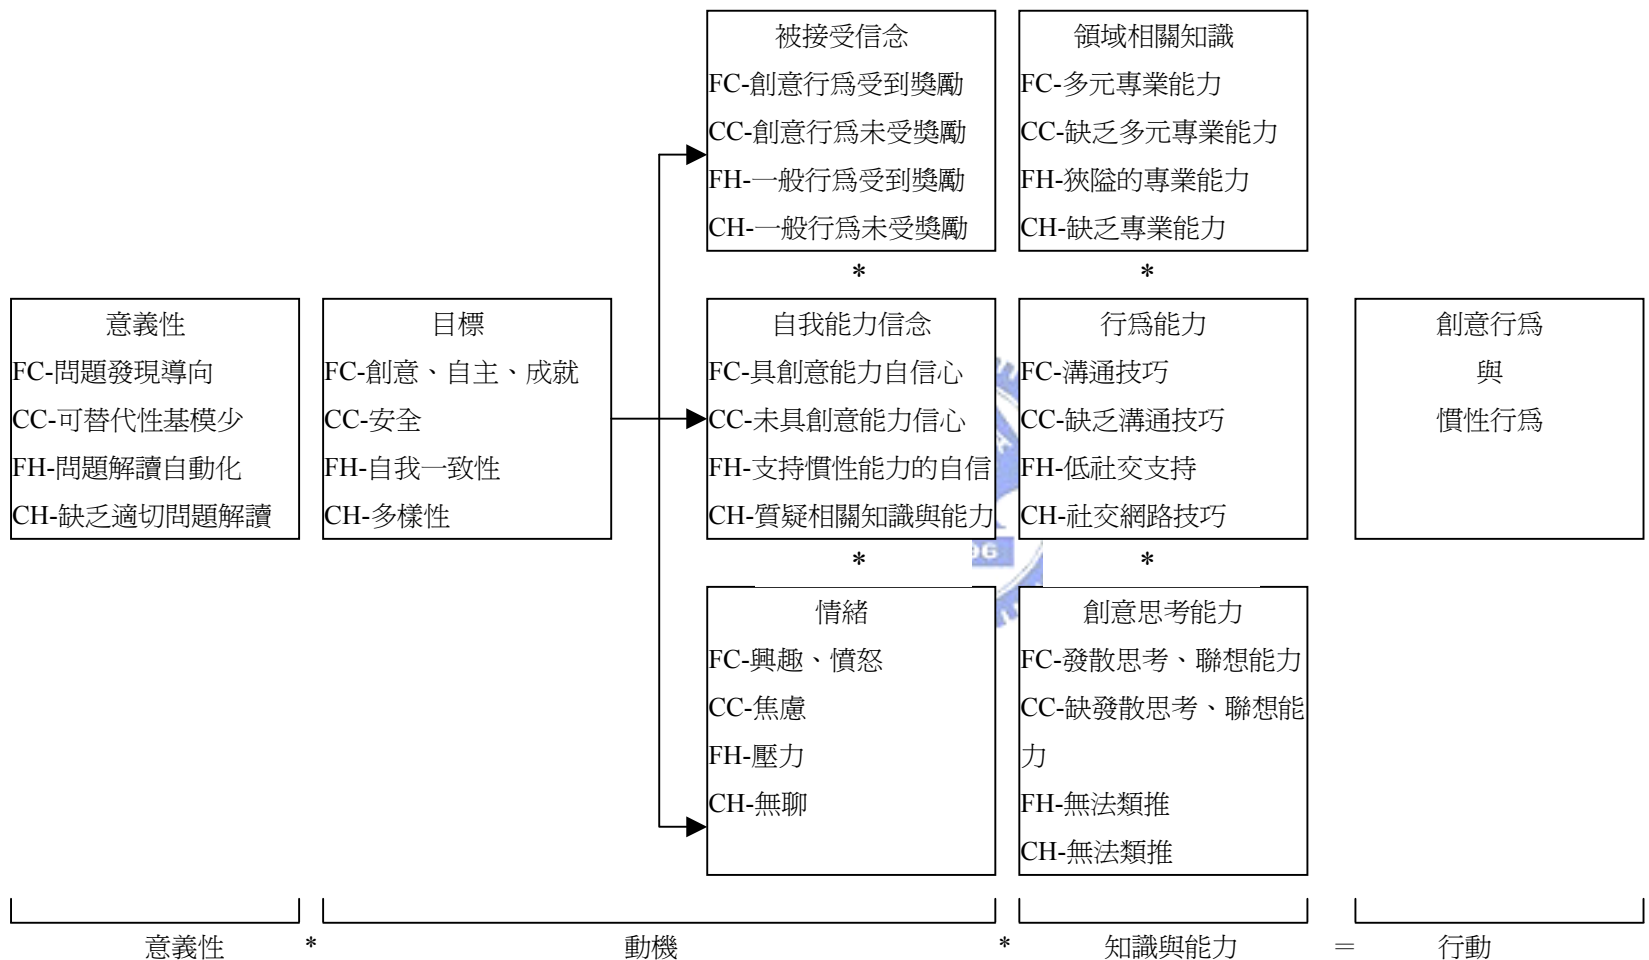 被接受信念
FC-創意行為受到獎勵
CC-創意行為未受獎勵
FH-一般行為受到獎勵
CH-一般行為未受獎勵
*
領域相關知識
FC-多元專業能力
CC-缺乏多元專業能力
FH-狹隘的專業能力
CH-缺乏專業能力
*
意義性
FC-問題發現導向
CC-可替代性基模少
FH-問題解讀自動化
CH-缺乏適切問題解讀
目標
FC-創意、自主、成就
CC-安全
FH-自我一致性
CH-多樣性
自我能力信念
FC-具創意能力自信心
CC-未具創意能力信心
FH-支持慣性能力的自信
CH-質疑相關知識與能力
*
行為能力
FC-溝通技巧
CC-缺乏溝通技巧
FH-低社交支持
CH-社交網路技巧
*
創意行為
與
慣性行為
96
情緒
FC-興趣、憤怒
CC-焦慮
FH-壓力
CH-無聊
創意思考能力
FC-發散思考、聯想能力
CC-缺發散思考、聯想能
力
FH-無法類推
CH-無法類推
意義性 * 動機 * 知識與能力 = 行動